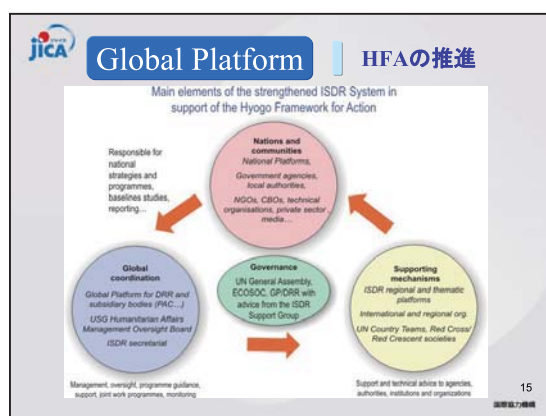 JICA
Global Platform
HFAの推進
Main elements of the strengthened ISDR System in
support of the Hyogo Framework for Action
Responsible for
national
strategies and
programmes,
baselines studies,
reporting...
Nations and
communities
National Platforms,
Government agencies,
local authorities,
NGOs, CBOs, technical
organisations, private sector,
media....
Global
coordination
Global Platform for DRR and
subsidiary bodies (PAC...)
USG Humanitarian Affairs
Management Oversight Board
ISDR secretariat
Governance
UN General Assembly,
ECOSOC, GP/DRR with
advice from the ISDR
Support Group
Supporting
mechanisms
ISDR regional and thematic
platforms
International and regional org.
UN Country Teams, Red Cross/
Red Crescent societies
Management, oversight, programme guidance,
support, joint work programmes, monitoring
Support and technical advice to agencies,
authorities, institutions and organizations
15
国際協力機構